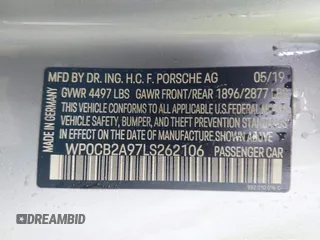 MFD BY DR. ING. H.C. F. PORSCHE AG 05/19
GVWR 4497 LBS GAWR FRONT/REAR 1896/2877 LBS
MADE IN GERMANY
THIS VEHICLE CONFORMS TO ALL
APPLICABLE U.S. FEDERAL MOTOR
VEHICLE SAFETY, BUMPER, AND THEFT
PREVENTION STANDARDS IN EFFECT ON THE
DATE OF MANUFACTURE SHOWN ABOVE.
WP0CB2A97LS262106 PASSENGER CAR
DREAMBID